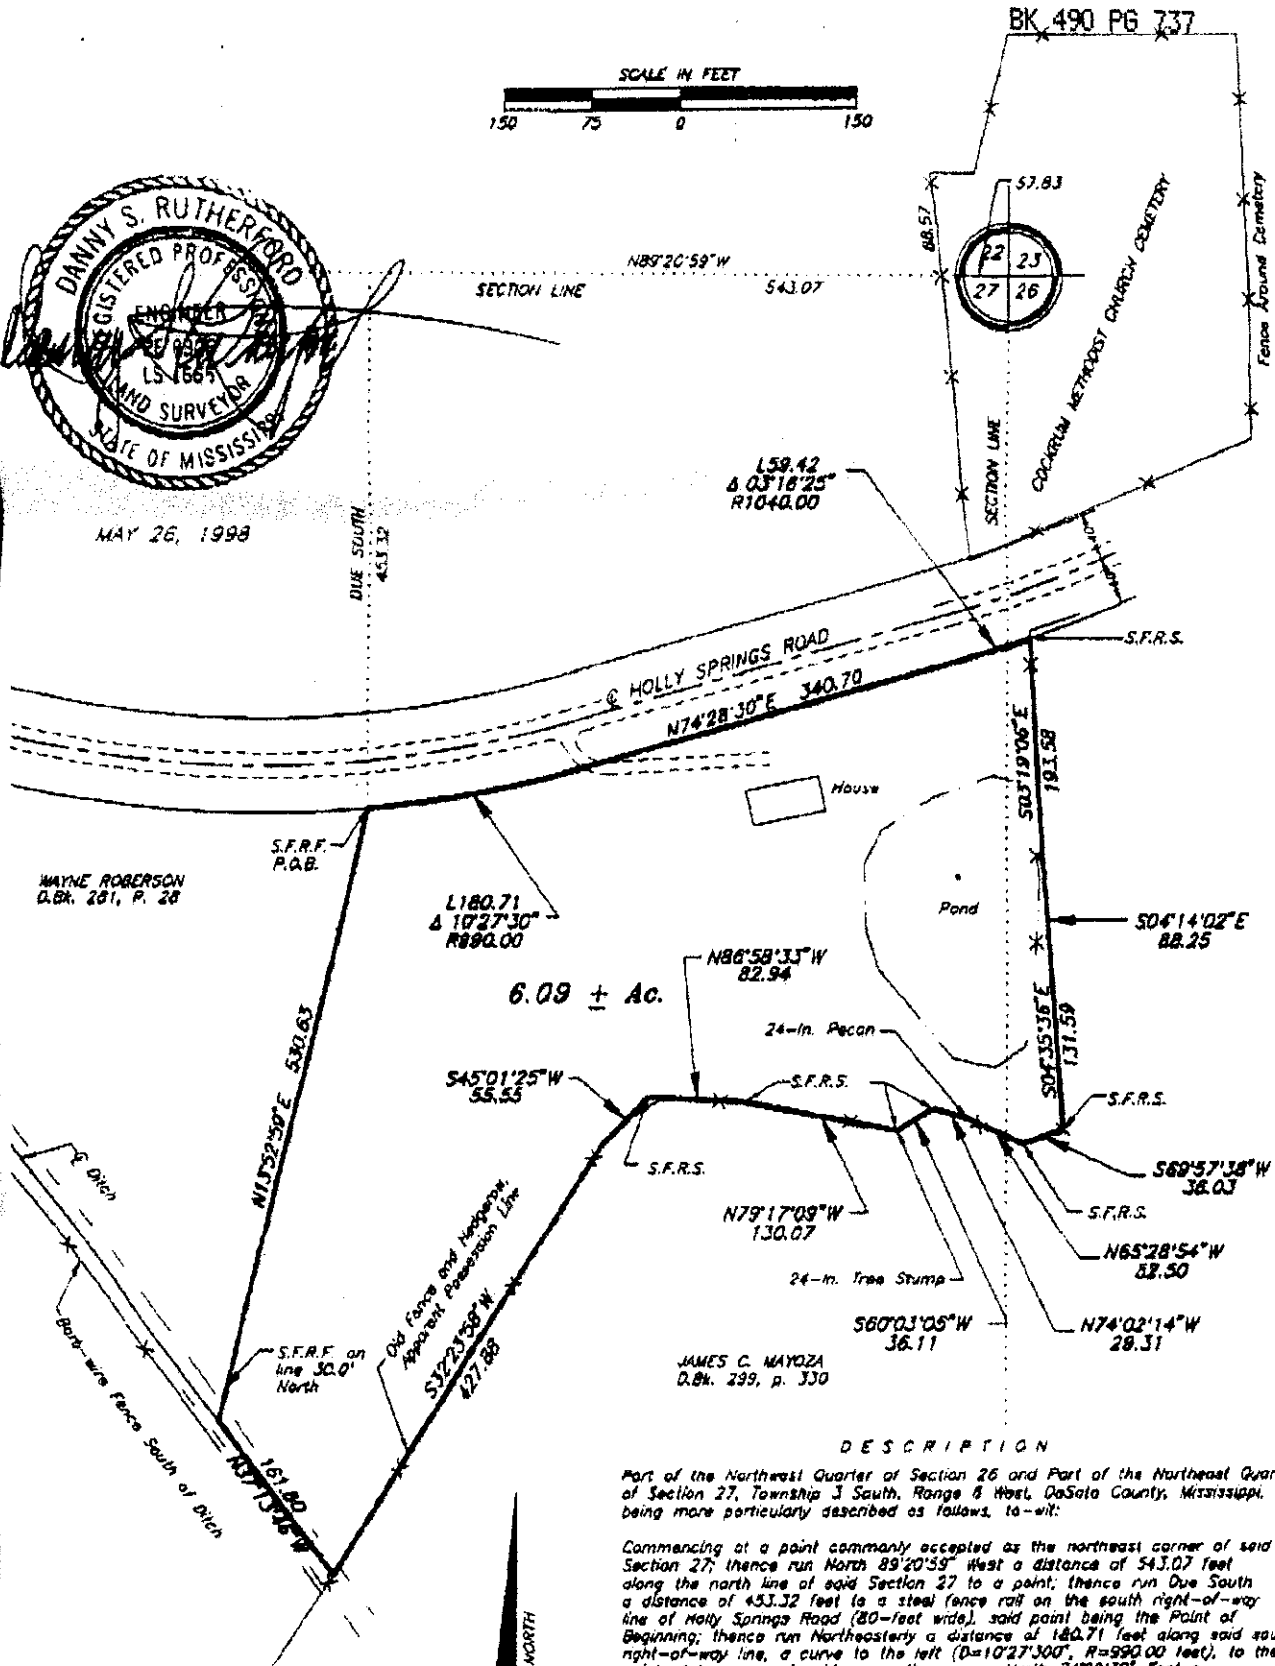 BK 490 PG 737
SCALE IN FEET
150 75 0 150
DANNY S. RUTHERFORD
REGISTERED PROFESSIONAL
ENGINEER
LS 1665
LAND SURVEYOR
STATE OF MISSISSIPPI
MAY 26, 1998
N89°20'59"W
SECTION LINE 543.07
88.57
57.83
22 23
27 26
COCKRUM METHODIST CHURCH CEMETERY
Fence Around Cemetery
SECTION LINE
DUE SOUTH
453.32
L59.42
Δ 03°16'25"
R1040.00
40'
40'
℄ HOLLY SPRINGS ROAD
N74°28'30"E 340.70
S.F.R.S.
S03°19'06"E
193.58
House
Pond
S.F.R.F.
P.O.B.
WAYNE ROBERSON
D.Bk. 281, P. 28
L180.71
Δ 10°27'30"
R990.00
S04°14'02"E
88.25
N86°58'33"W
82.94
6.09 ± Ac.
24-in. Pecan
S04°35'36"E
131.59
S45°01'25"W
55.55
S.F.R.S.
S.F.R.S.
N13°52'59"E 530.63
S.F.R.S.
S69°57'38"W
38.03
℄ Ditch
S.F.R.S.
N79°17'09"W
130.07
N65°28'54"W
52.50
24-in. Tree Stump
S60°03'05"W
36.11
N74°02'14"W
29.31
Old Fence and Hedgerow,
Apparent Possession Line
S32°23'58"W
427.88
S.F.R.F. on
line 30.0'
North
Barb-wire Fence South of Ditch
JAMES C. MAYOZA
D.Bk. 299, p. 330
161.80
N37°13'46"W
NORTH
DESCRIPTION
Part of the Northwest Quarter of Section 26 and Part of the Northeast Quar
of Section 27, Township 3 South, Range 6 West, DeSoto County, Mississippi,
being more particularly described as follows, to-wit:
Commencing at a point commonly accepted as the northeast corner of said
Section 27; thence run North 89°20'59" West a distance of 543.07 feet
along the north line of said Section 27 to a point; thence run Due South
a distance of 453.32 feet to a steel fence rail on the south right-of-way
line of Holly Springs Road (80-feet wide), said point being the Point of
Beginning; thence run Northeasterly a distance of 180.71 feet along said sou
right-of-way line, a curve to the left (D=10°27'300", R=990.00 feet), to the